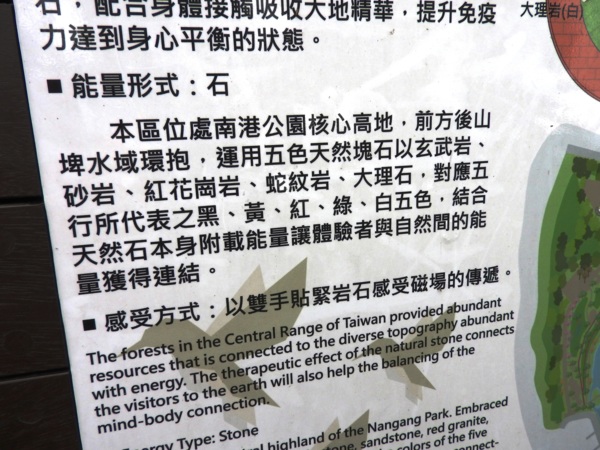 石，配合身體接觸吸收大地精華，提升免疫
力達到身心平衡的狀態。
大理岩(白)
■ 能量形式：石
本區位處南港公園核心高地，前方後山
埤水域環抱，運用五色天然塊石以玄武岩、
砂岩、紅花崗岩、蛇紋岩、大理石，對應五
行所代表之黑、黃、紅、綠、白五色，結合
天然石本身附載能量讓體驗者與自然間的能
量獲得連結。
■ 感受方式：以雙手貼緊岩石感受磁場的傳遞。
The forests in the Central Range of Taiwan provided abundant
resources that is connected to the diverse topography abundant
with energy. The therapeutic effect of the natural stone connects
the visitors to the earth will also help the balancing of the
mind-body connection.
Energy Type: Stone
highland of the Nangang Park. Embraced
sandstone, red granite,
colors of the five